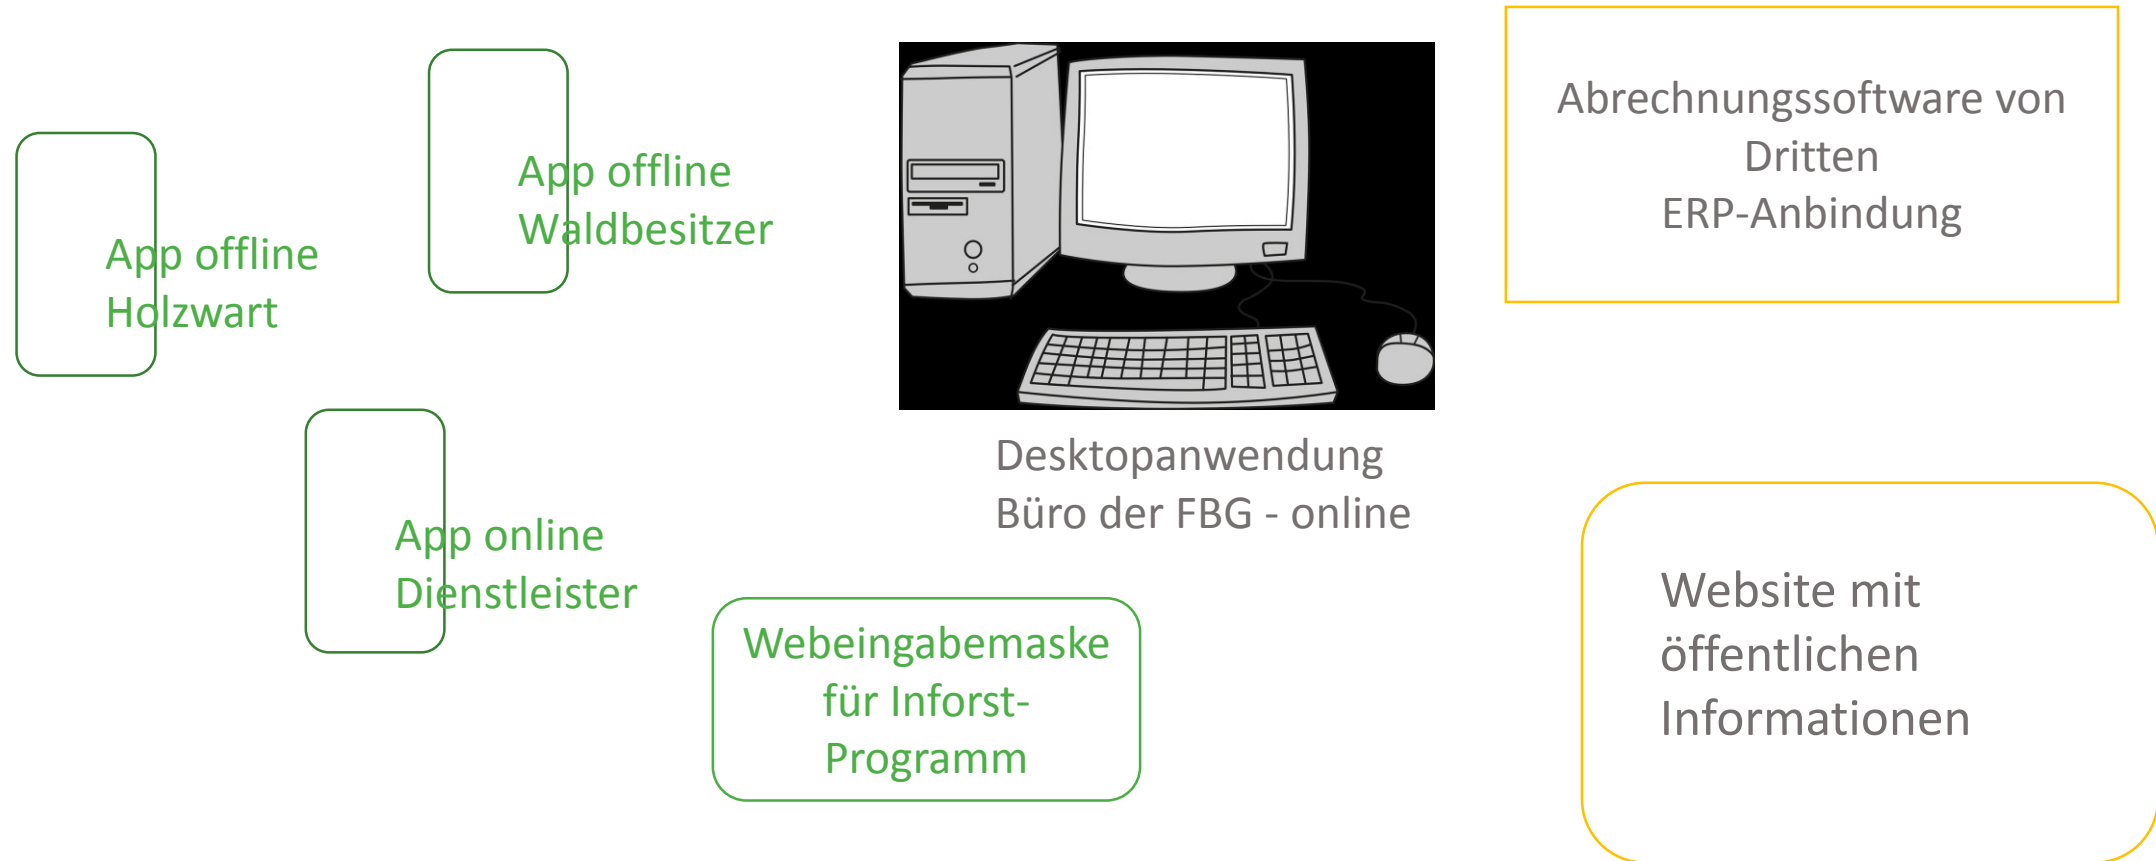 App offline
Holzwart
App offline
Waldbesitzer
App online
Dienstleister
Webeingabemaske
für Inforst-
Programm
Desktopanwendung
Büro der FBG - online
Abrechnungssoftware von
Dritten
ERP-Anbindung
Website mit
öffentlichen
Informationen